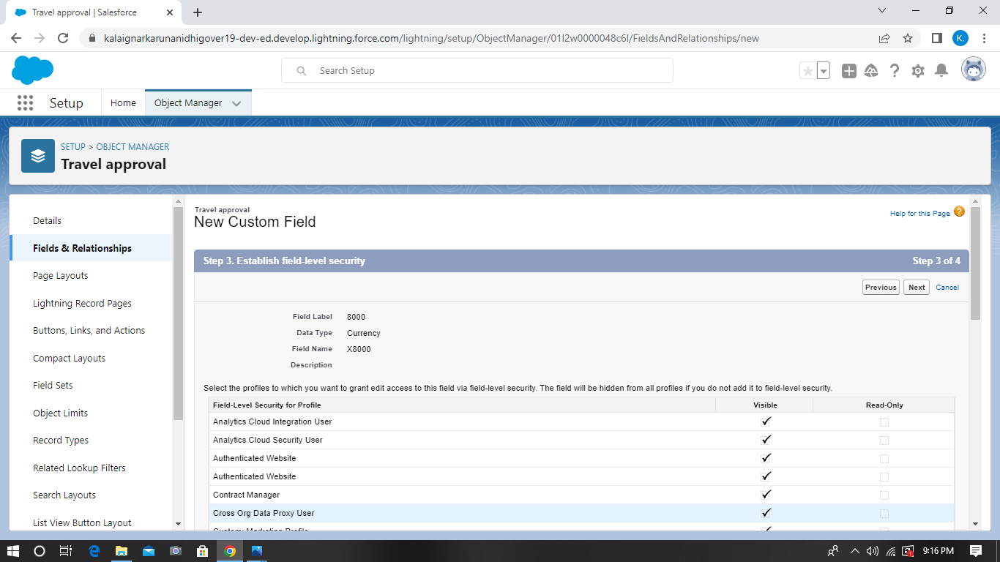 Travel approval | Salesforce
kalaignarkarunanidhigover19-dev-ed.develop.lightning.force.com/lightning/setup/ObjectManager/01I2w0000048c6I/FieldsAndRelationships/new
K.
Search Setup
Setup
Home
Object Manager
SETUP > OBJECT MANAGER
Travel approval
Details
Fields & Relationships
Page Layouts
Lightning Record Pages
Buttons, Links, and Actions
Compact Layouts
Field Sets
Object Limits
Record Types
Related Lookup Filters
Search Layouts
List View Button Layout
Travel approval
New Custom Field
Help for this Page ?
Step 3. Establish field-level security Step 3 of 4
Previous Next Cancel
Field Label 8000
Data Type Currency
Field Name X8000
Description
Select the profiles to which you want to grant edit access to this field via field-level security. The field will be hidden from all profiles if you do not add it to field-level security.
Field-Level Security for Profile Visible Read-Only
Analytics Cloud Integration User
Analytics Cloud Security User
Authenticated Website
Authenticated Website
Contract Manager
Cross Org Data Proxy User
9:16 PM